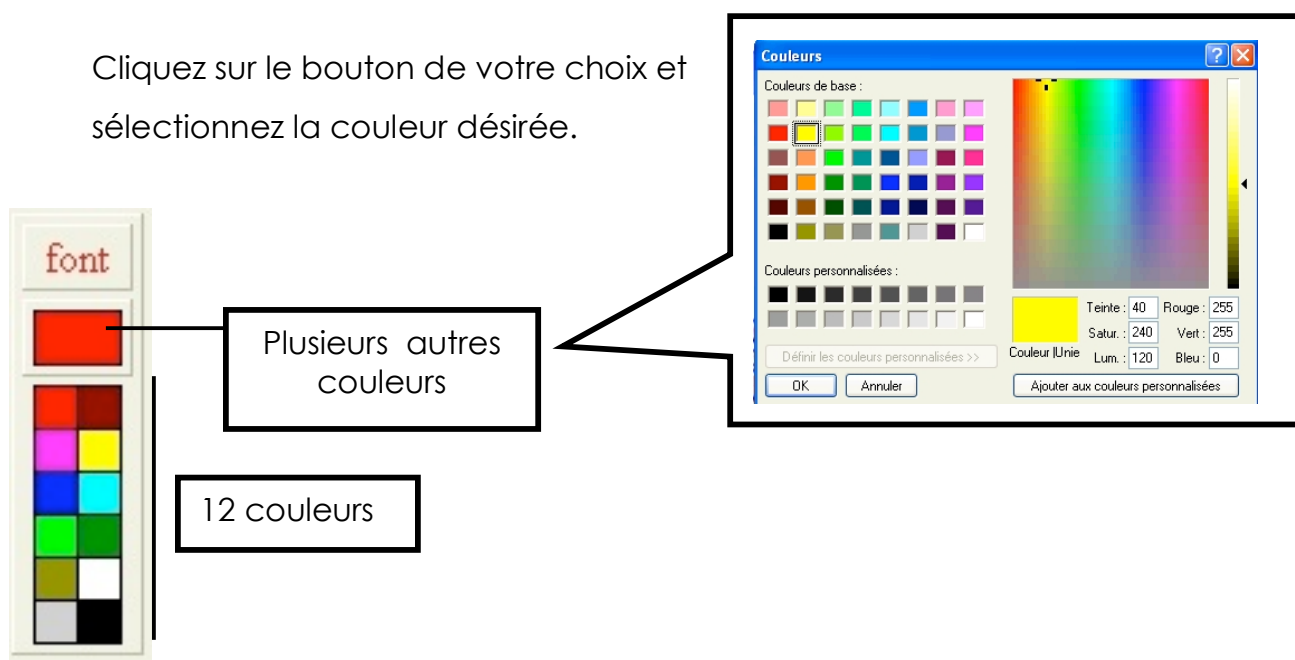 Cliquez sur le bouton de votre choix et
sélectionnez la couleur désirée.
font
Plusieurs autres
couleurs
12 couleurs
Couleurs
Couleurs de base :
Couleurs personnalisées :
Définir les couleurs personnalisées >>
OK Annuler
Couleur |Unie
Teinte : 40 Rouge : 255
Satur. : 240 Vert : 255
Lum. : 120 Bleu : 0
Ajouter aux couleurs personnalisées